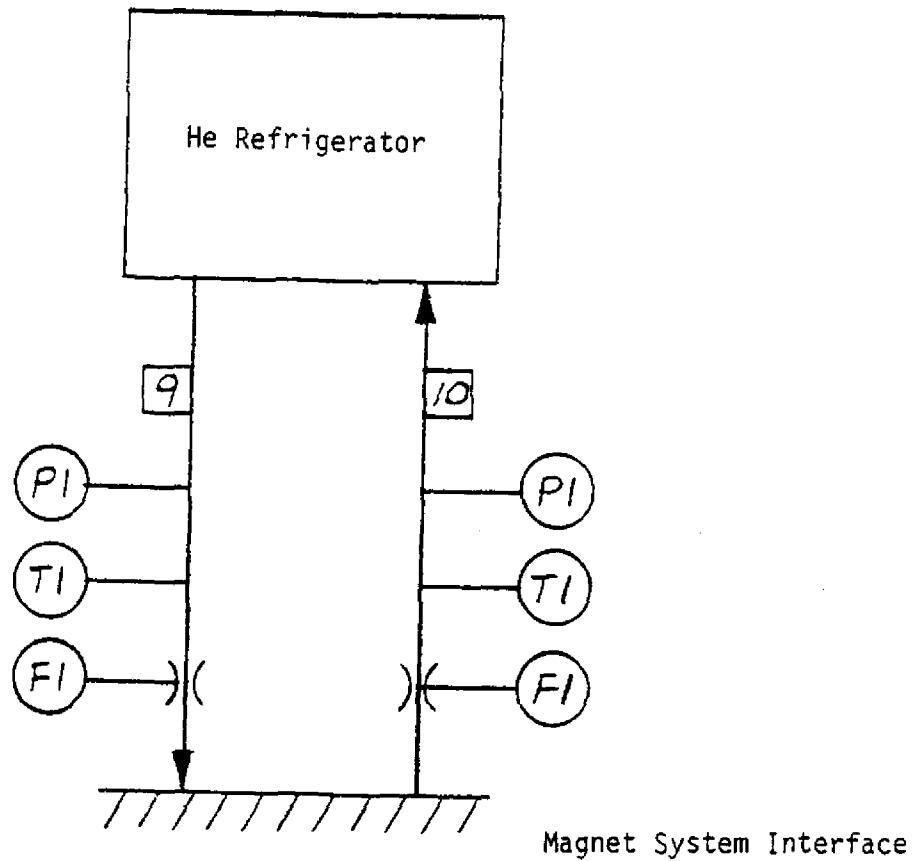 He Refrigerator
9
10
PI
PI
TI
TI
FI
FI
Magnet System Interface